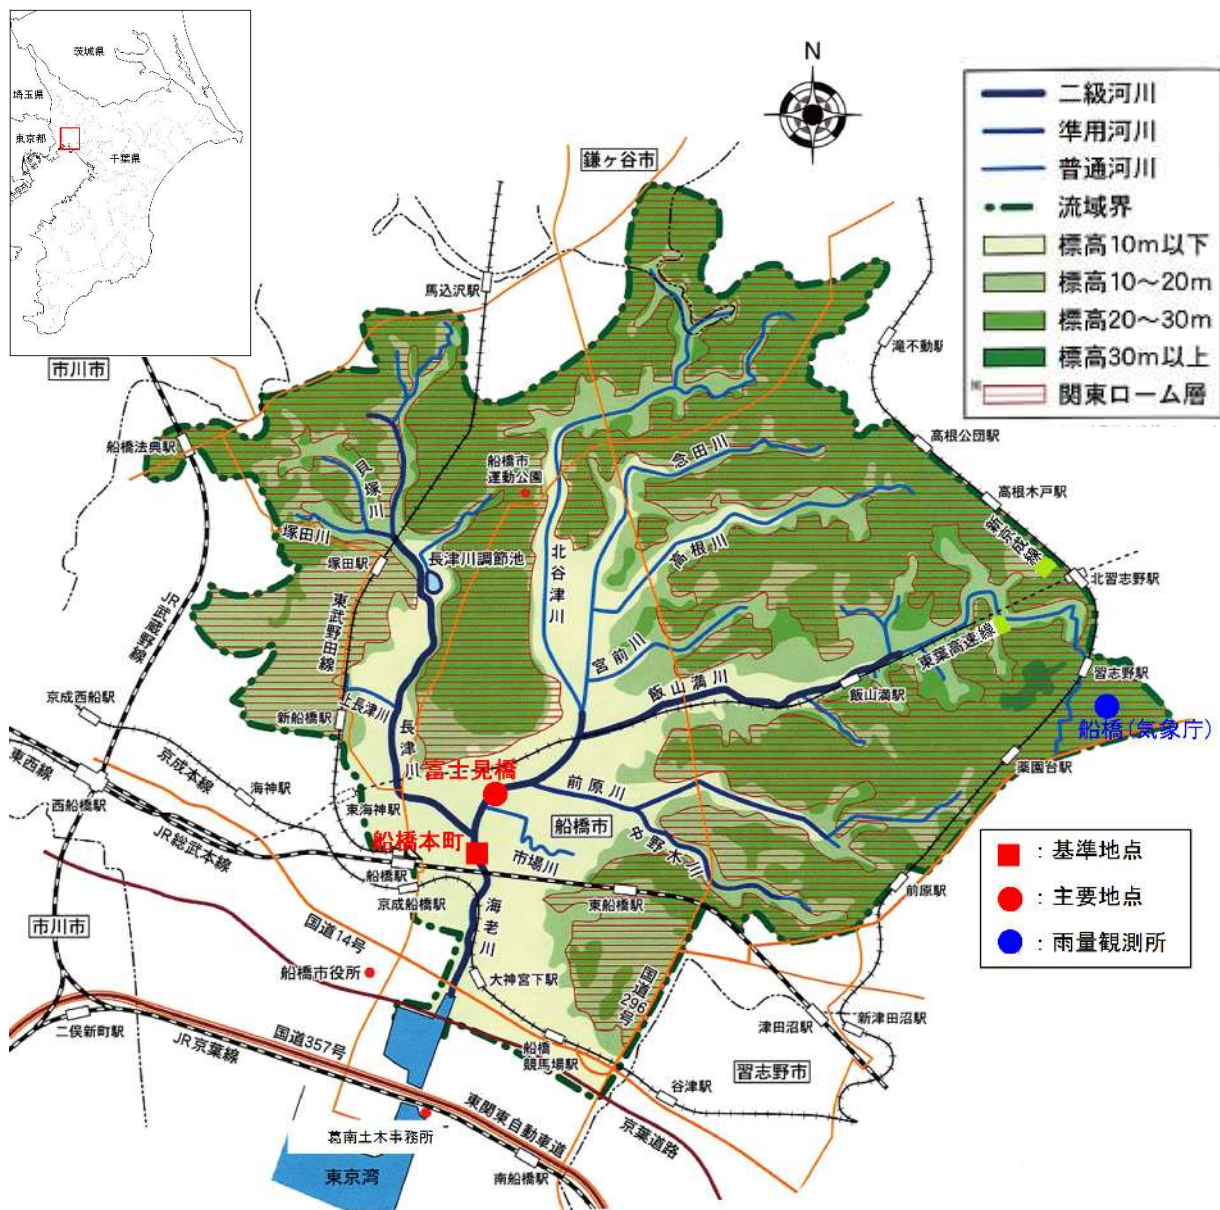 茨城県
埼玉県
東京都
千葉県
N
二級河川
準用河川
普通河川
流域界
標高10m以下
標高10～20m
標高20～30m
標高30m以上
関東ローム層
鎌ヶ谷市
馬込沢駅
滝不動駅
市川市
船橋法典駅
高根公団駅
船橋市
運動公園
念田川
貝塚川
高根木戸駅
塚田川
長津川調節池
北谷津川
高根川
新京成線
塚田駅
北習志野駅
JR武蔵野線
東武野田線
宮前川
東葉高速線
飯山満川
飯山満駅
習志野駅
京成西船駅
上長津川
新船橋駅
長津川
船橋(気象庁)
東西線
京成本線
富士見橋
前原川
薬園台駅
西船橋駅
海神駅
東海神駅
船橋市
中野木川
JR総武本線
船橋本町
市場川
：基準地点
船橋駅
京成船橋駅
東船橋駅
前原駅
：主要地点
市川市
国道14号
海老川
：雨量観測所
船橋市役所
大神宮下駅
国道296号
二俣新町駅
国道357号
JR京葉線
船橋
競馬場駅
津田沼駅
新津田沼駅
習志野市
谷津駅
東関東自動車道
京葉道路
葛南土木事務所
東京湾
南船橋駅